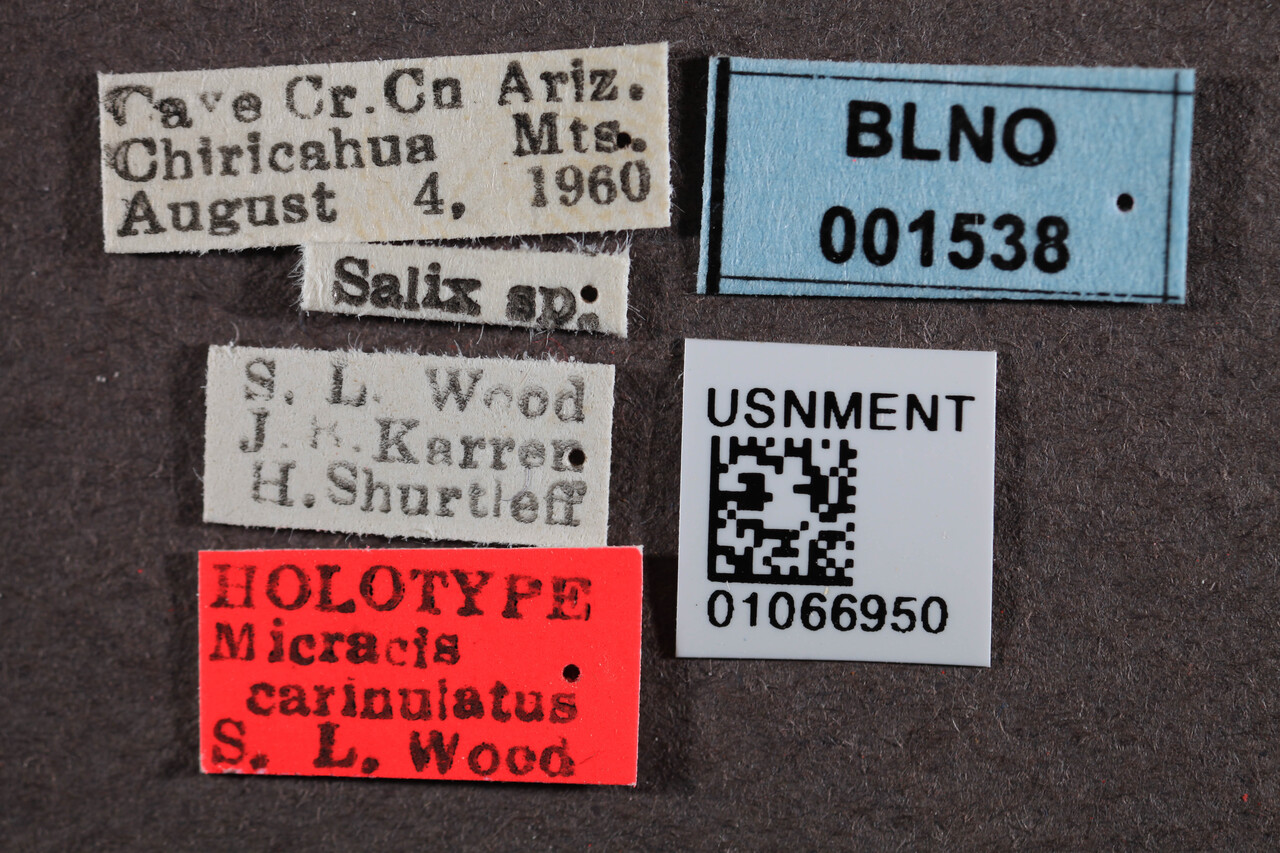 Cave Cr. Cn Ariz.
Chiricahua Mts.
August 4, 1960
Salix sp.
S. L. Wood
J. R. Karren
H. Shurtleff
HOLOTYPE
Micracis
carinulatus
S. L. Wood
BLNO
001538
USNMENT
01066950